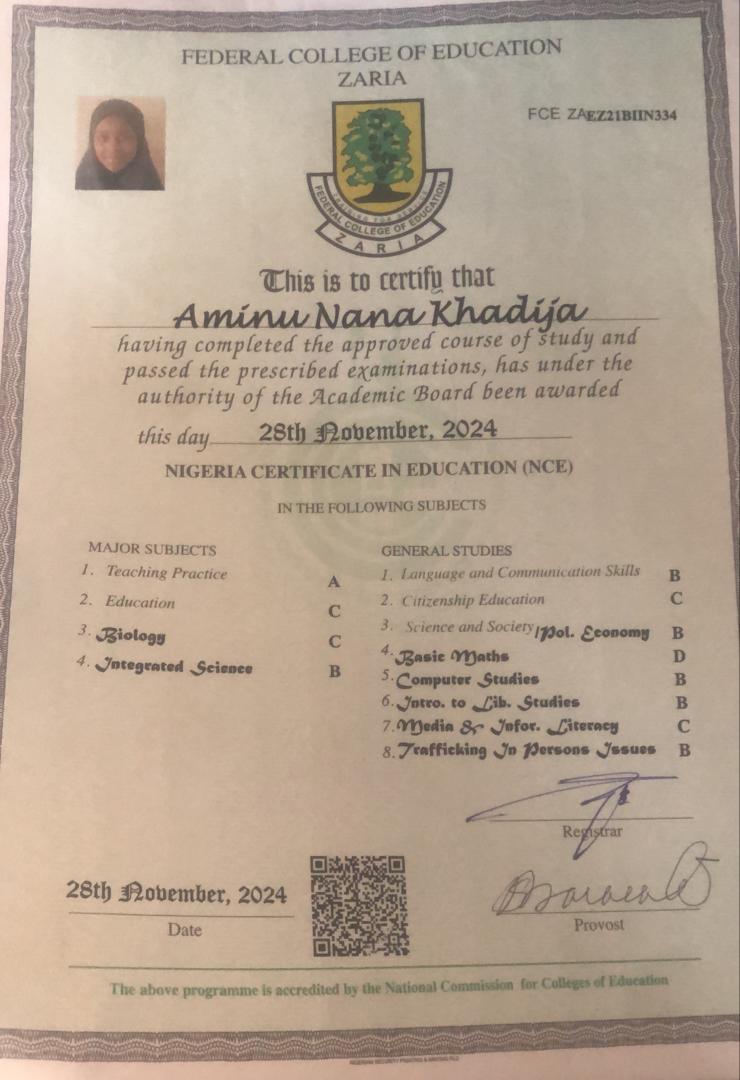 FEDERAL COLLEGE OF EDUCATION
ZARIA
FCE ZAEZ21BIIN334
TRAINING FOR SERVICE
FEDERAL COLLEGE OF EDUCATION
ZARIA
This is to certify that
Aminu Nana Khadija
having completed the approved course of study and
passed the prescribed examinations, has under the
authority of the Academic Board been awarded
this day 28th November, 2024
NIGERIA CERTIFICATE IN EDUCATION (NCE)
IN THE FOLLOWING SUBJECTS
MAJOR SUBJECTS
1. Teaching Practice A
2. Education C
3. Biology C
4. Integrated Science B
GENERAL STUDIES
1. Language and Communication Skills B
2. Citizenship Education C
3. Science and Society/Pol. Economy B
4. Basic Maths D
5. Computer Studies B
6. Intro. to Lib. Studies B
7. Media & Infor. Literacy C
8. Trafficking In Persons Issues B
Registrar
28th November, 2024
Date
Provost
The above programme is accredited by the National Commission for Colleges of Education